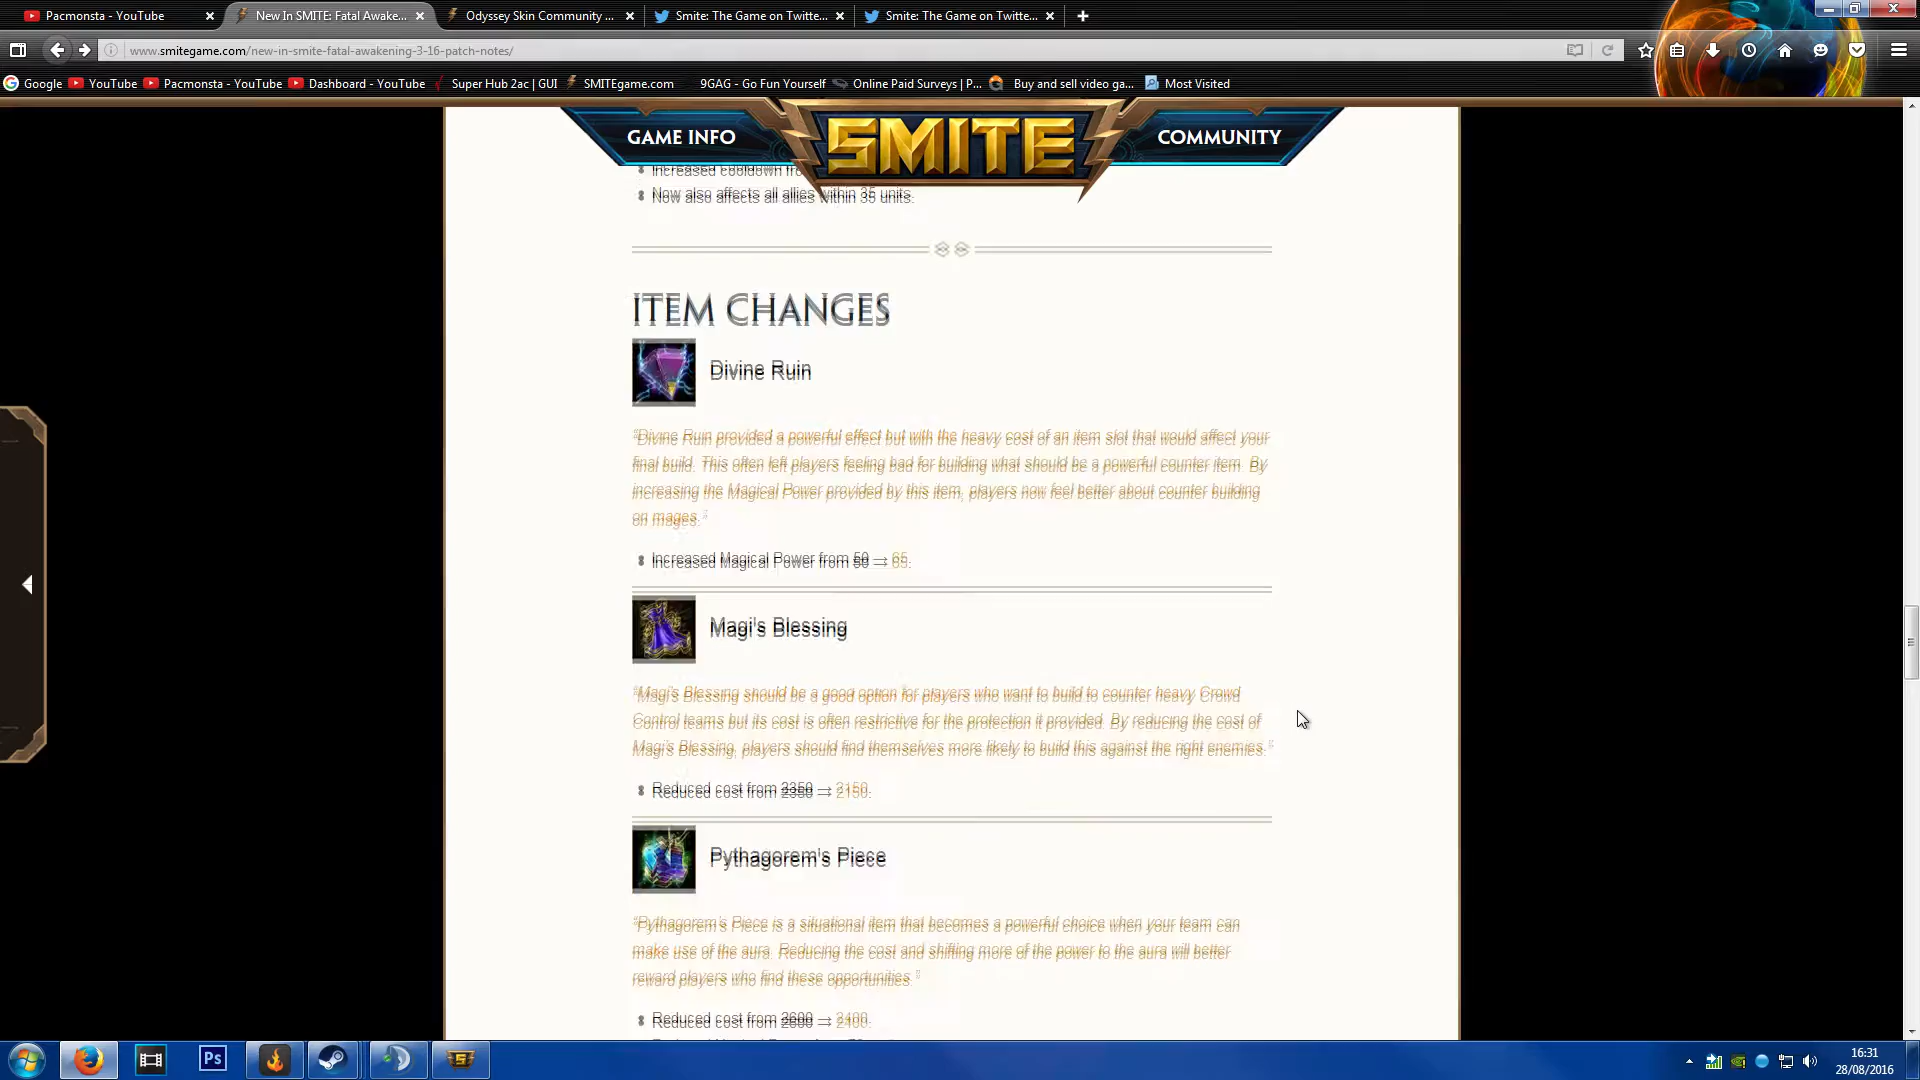 Pacmonsta - YouTube
New In SMITE: Fatal Awake...
Odyssey Skin Community ...
Smite: The Game on Twitte...
Smite: The Game on Twitte...
www.smitegame.com/new-in-smite-fatal-awakening-3-16-patch-notes/
Google
YouTube
Pacmonsta - YouTube
Dashboard - YouTube
Super Hub 2ac | GUI
SMITEgame.com
9GAG - Go Fun Yourself
Online Paid Surveys | P...
Buy and sell video ga...
Most Visited
GAME INFO
SMITE
COMMUNITY
Increased cooldown fro
Now also affects all allies within 35 units.
ITEM CHANGES
Divine Ruin
"Divine Ruin provided a powerful effect but with the heavy cost of an item slot that would affect your
final build. This often left players feeling bad for building what should be a powerful counter item. By
increasing the Magical Power provided by this item, players now feel better about counter building
on mages."
Increased Magical Power from 50 → 65.
Magi's Blessing
"Magi's Blessing should be a good option for players who want to build to counter heavy Crowd
Control teams but its cost is often restrictive for the protection it provided. By reducing the cost of
Magi's Blessing, players should find themselves more likely to build this against the right enemies."
Reduced cost from 2350 → 2150.
Pythagorem's Piece
"Pythagorem's Piece is a situational item that becomes a powerful choice when your team can
make use of the aura. Reducing the cost and shifting more of the power to the aura will better
reward players who find these opportunities."
Reduced cost from 2600 → 2400.
Ps
16:31
28/08/2016